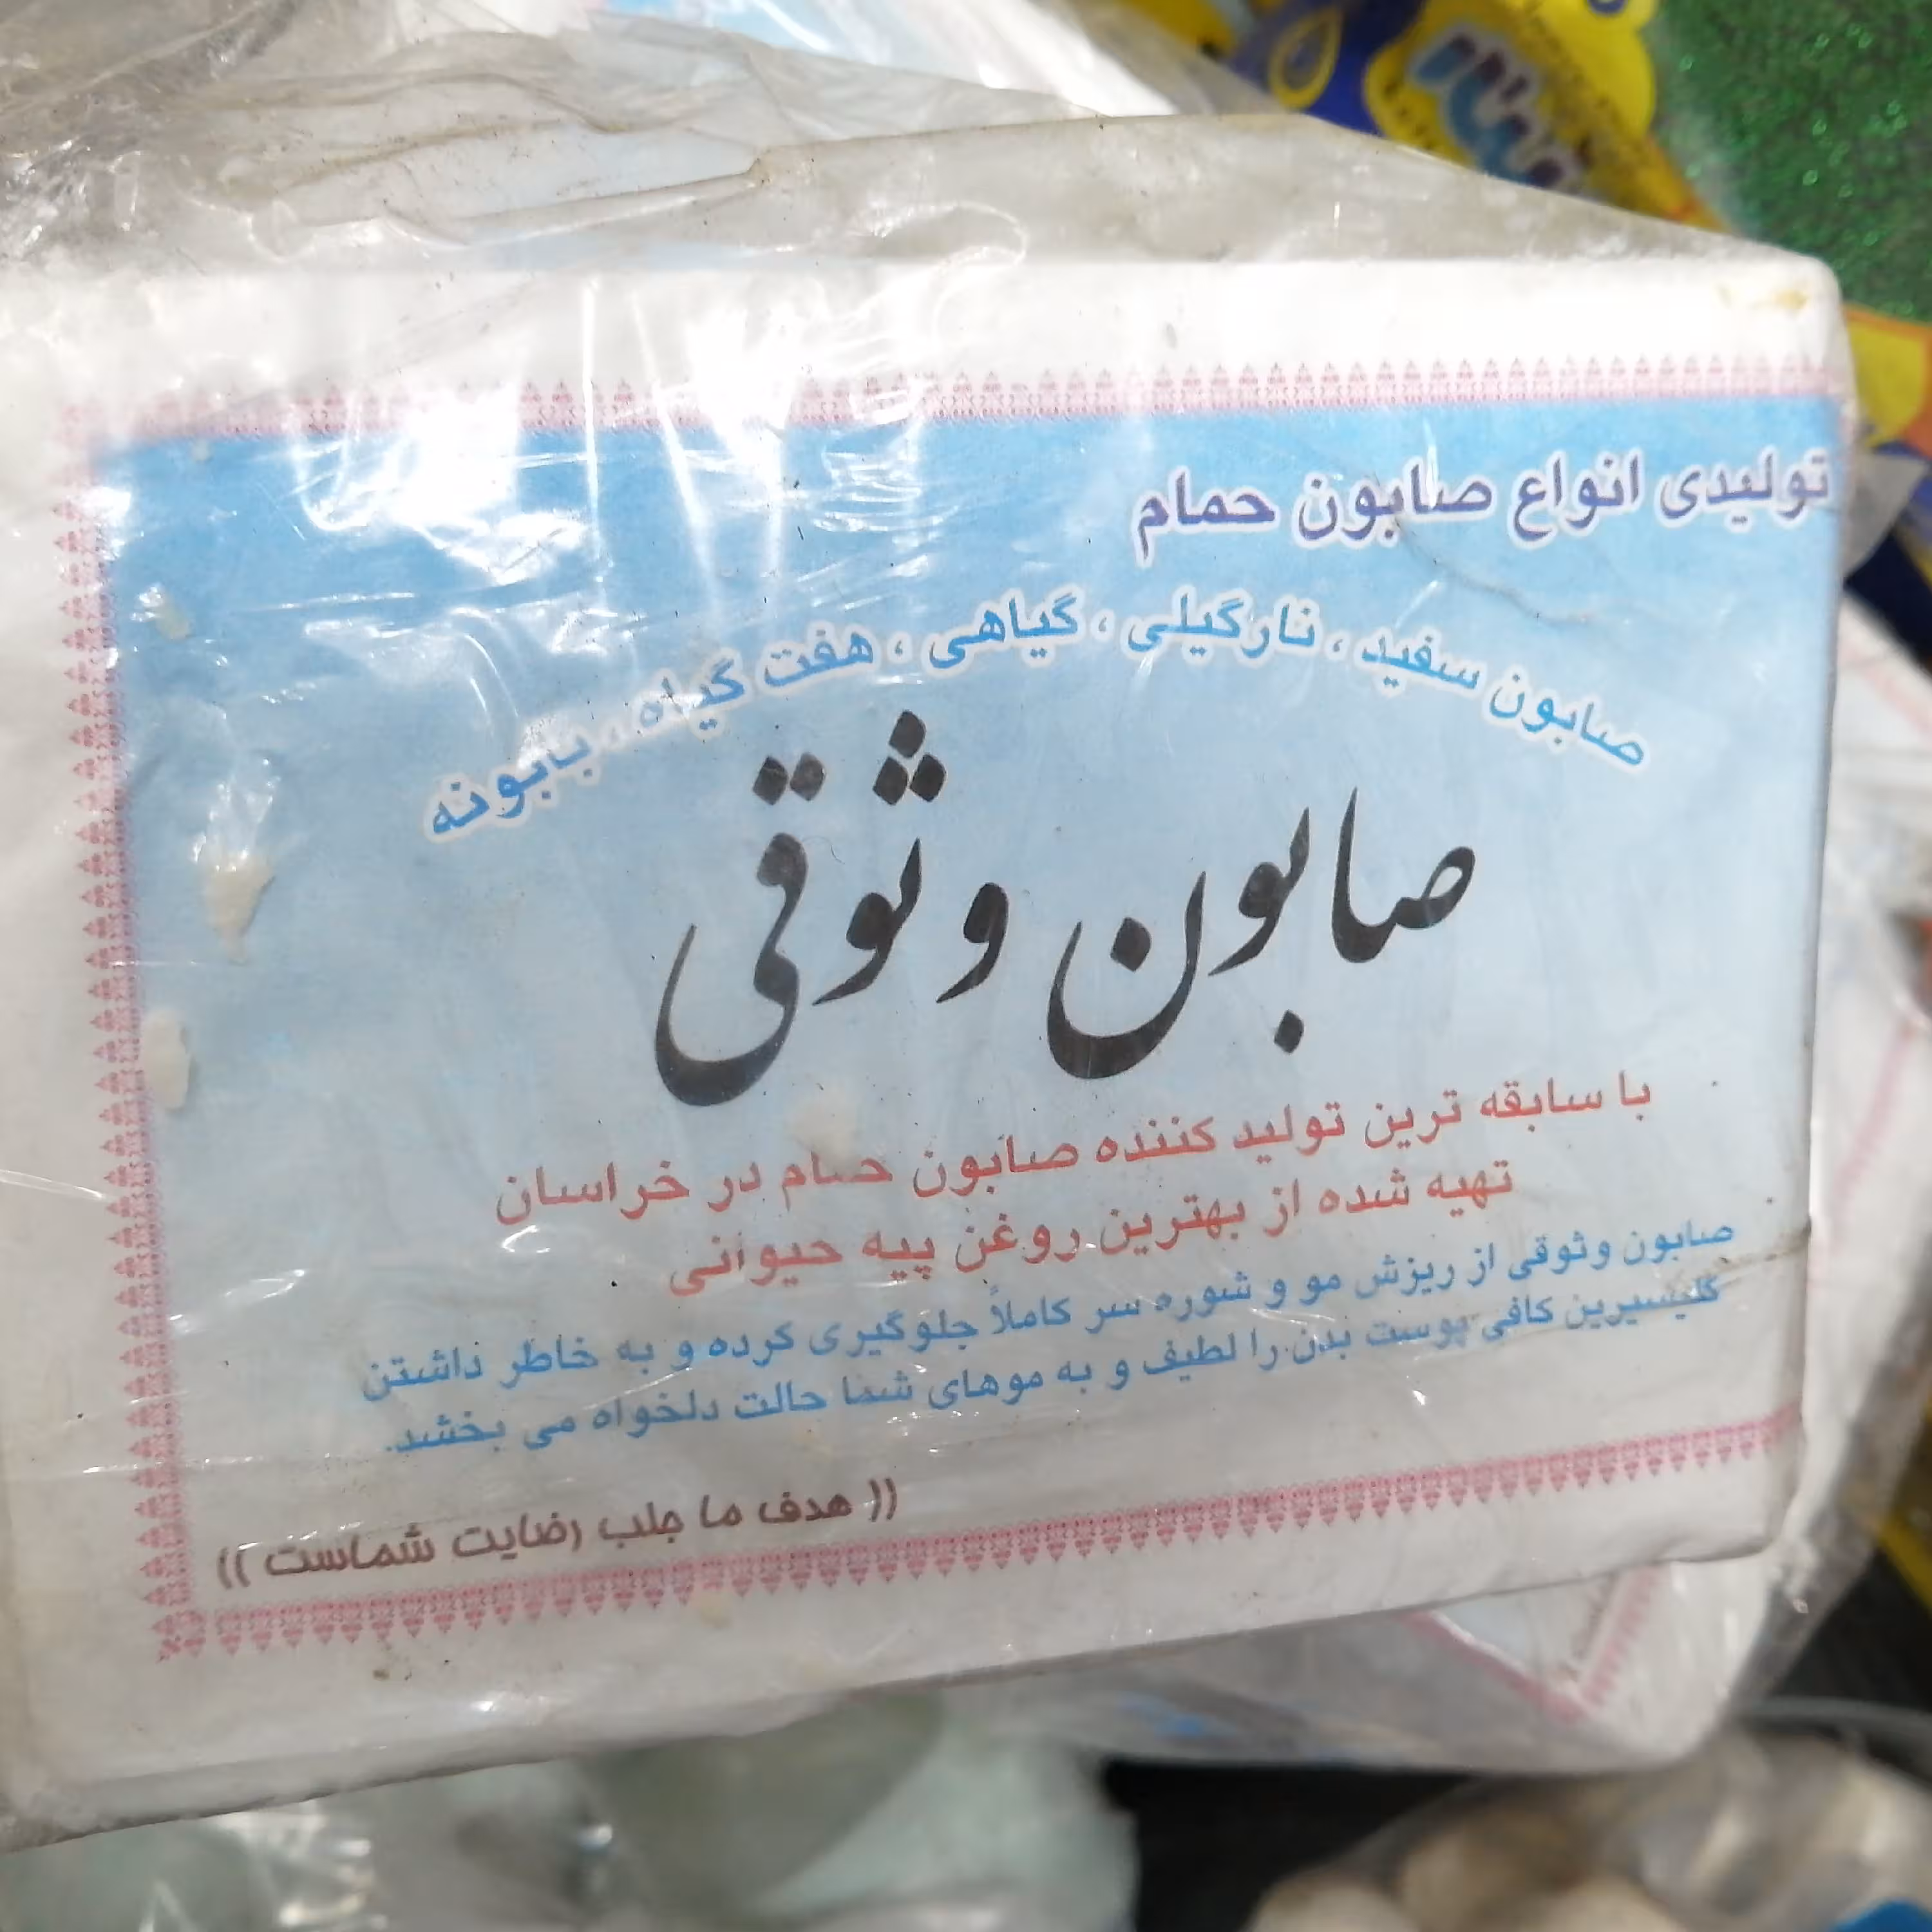 تولیدی انواع صابون حمام
صابون سفید ، نارگیلی ، گیاهی ، هفت گیاه ، بابونه
صابون وثوقی
با سابقه ترین تولید کننده صابون حمام در خراسان
تهیه شده از بهترین روغن پیه حیوانی
صابون وثوقی از ریزش مو و شوره سر کاملاً جلوگیری کرده و به خاطر داشتن
گلیسیرین کافی پوست بدن را لطیف و به موهای شما حالت دلخواه می بخشد.
(( هدف ما جلب رضایت شماست ))